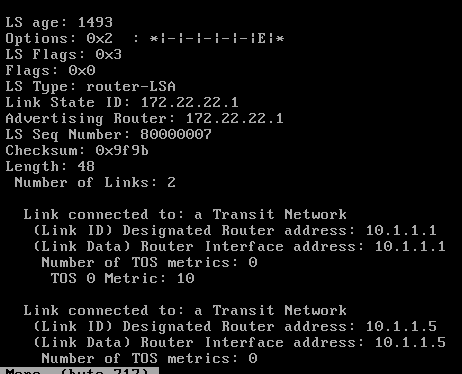 LS age: 1493
Options: 0x2  : *|-|-|-|-|-|E|*
LS Flags: 0x3
Flags: 0x0
LS Type: router-LSA
Link State ID: 172.22.22.1
Advertising Router: 172.22.22.1
LS Seq Number: 80000007
Checksum: 0x9f9b
Length: 48
Number of Links: 2
Link connected to: a Transit Network
(Link ID) Designated Router address: 10.1.1.1
(Link Data) Router Interface address: 10.1.1.1
Number of TOS metrics: 0
TOS 0 Metric: 10
Link connected to: a Transit Network
(Link ID) Designated Router address: 10.1.1.5
(Link Data) Router Interface address: 10.1.1.5
Number of TOS metrics: 0
--More-- (byte 717)